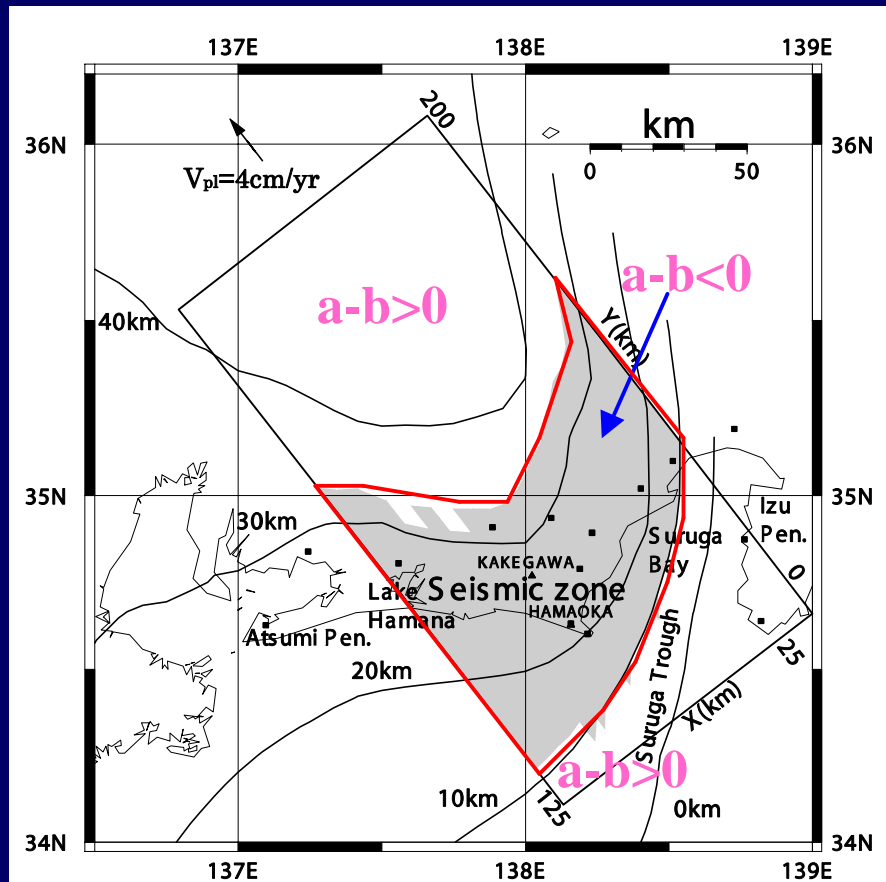 137E 138E 139E
200
36N 36N
km
0 50
Vpl=4cm/yr
a-b>0
a-b<0
40km
Y(km)
35N 35N
30km
Izu
Pen.
Suruga
Bay
KAKEGAWA
0
Lake
Hamana
Seismic zone
HAMAOKA
Atsumi Pen.
25
20km
Suruga Trough
X(km)
a-b>0
10km
125
0km
34N 34N
137E 138E 139E